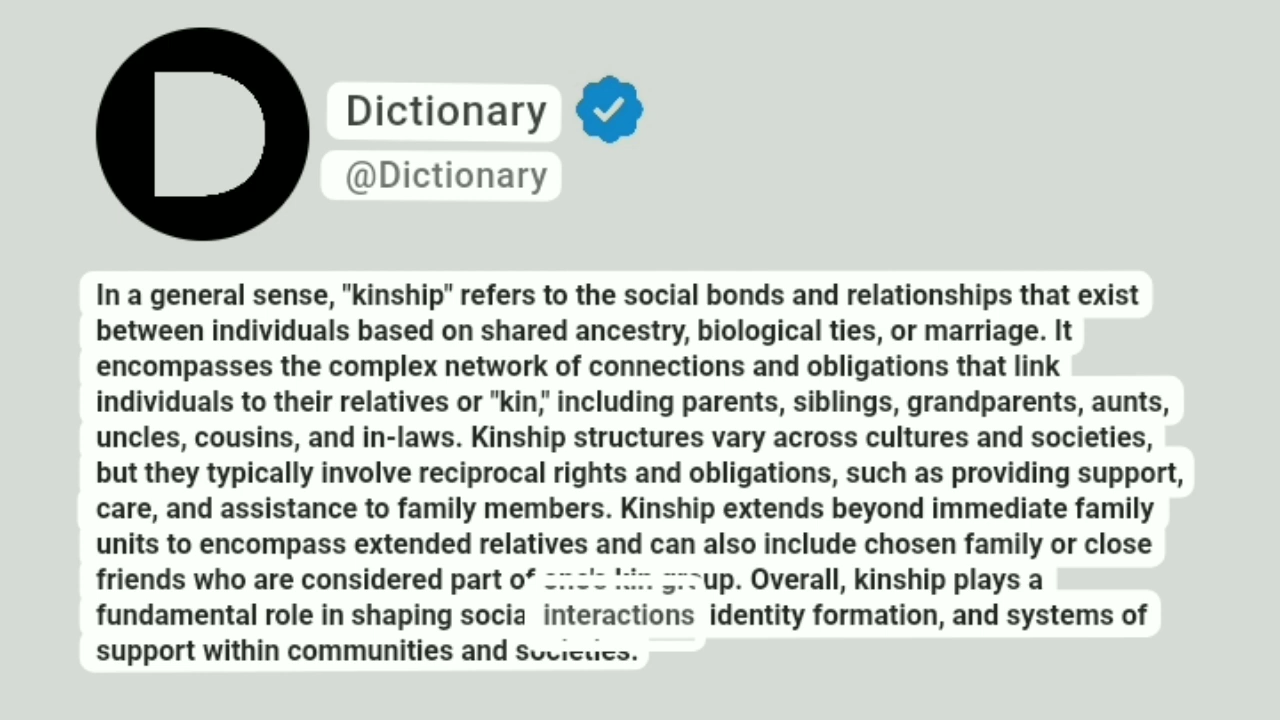 D
Dictionary
@Dictionary
In a general sense, "kinship" refers to the social bonds and relationships that exist
between individuals based on shared ancestry, biological ties, or marriage. It
encompasses the complex network of connections and obligations that link
individuals to their relatives or "kin," including parents, siblings, grandparents, aunts,
uncles, cousins, and in-laws. Kinship structures vary across cultures and societies,
but they typically involve reciprocal rights and obligations, such as providing support,
care, and assistance to family members. Kinship extends beyond immediate family
units to encompass extended relatives and can also include chosen family or close
friends who are considered part of one's kin group. Overall, kinship plays a
fundamental role in shaping socia interactions identity formation, and systems of
support within communities and societies.